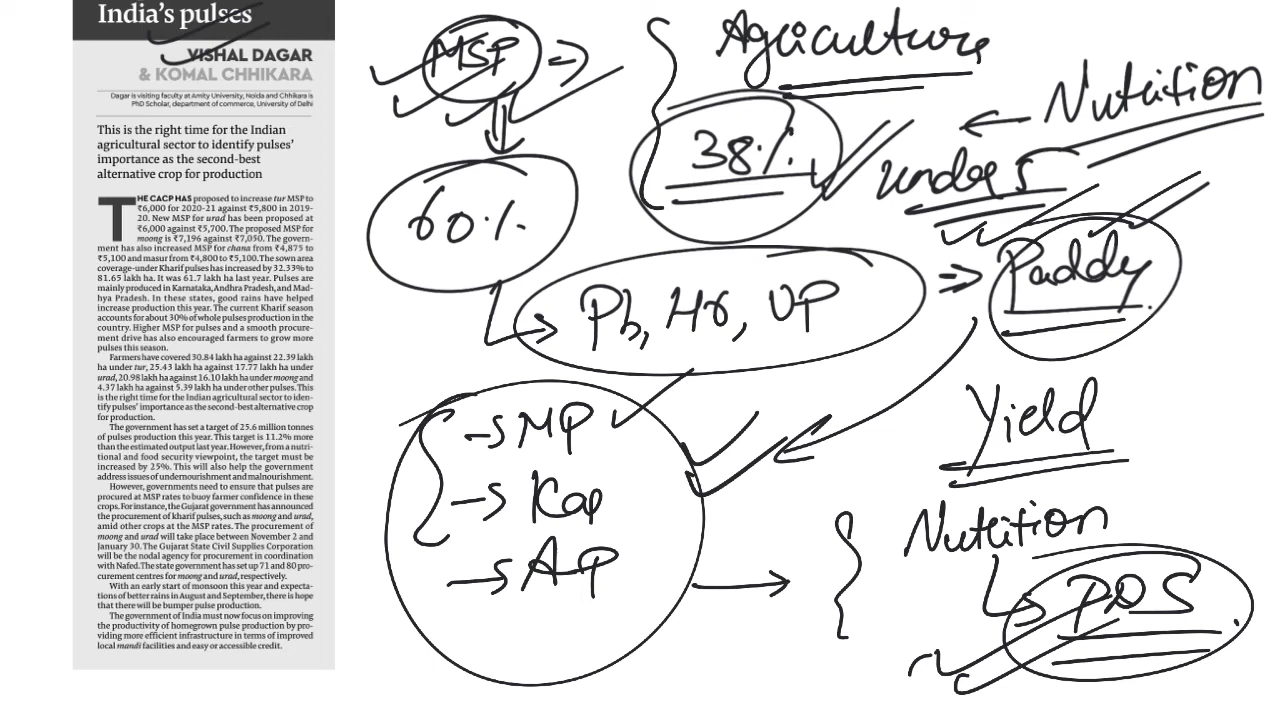 India's pulses
VISHAL DAGAR
& KOMAL CHHIKARA
Dagar is visiting faculty at Amity University, Noida and Chhikara is
PhD Scholar, department of commerce, University of Delhi
This is the right time for the Indian
agricultural sector to identify pulses'
importance as the second-best
alternative crop for production
THE CACP HAS proposed to increase tur MSP to
₹6,000 for 2020-21 against ₹5,800 in 2019-
20. New MSP for urad has been proposed at
₹6,000 against ₹5,700. The proposed MSP for
moong is ₹7,196 against ₹7,050. The govern-
ment has also increased MSP for chana from ₹4,875 to
₹5,100 and masur from ₹4,800 to ₹5,100. The sown area
coverage-under Kharif pulses has increased by 32.33% to
81.65 lakh ha. It was 61.7 lakh ha last year. Pulses are
mainly produced in Karnataka, Andhra Pradesh, and Mad-
hya Pradesh. In these states, good rains have helped
increase production this year. The current Kharif season
accounts for about 30% of whole pulses production in the
country. Higher MSP for pulses and a smooth procure-
ment drive has also encouraged farmers to grow more
pulses this season.
Farmers have covered 30.84 lakh ha against 22.39 lakh
ha under tur, 25.43 lakh ha against 17.77 lakh ha under
urad, 20.98 lakh ha against 16.10 lakh ha under moong and
4.37 lakh ha against 5.39 lakh ha under other pulses. This
is the right time for the Indian agricultural sector to iden-
tify pulses' importance as the second-best alternative crop
for production.
The government has set a target of 25.6 million tonnes
of pulses production this year. This target is 11.2% more
than the estimated output last year. However, from a nutri-
tional and food security viewpoint, the target must be
increased by 25%. This will also help the government
address issues of undernourishment and malnourishment.
However, governments need to ensure that pulses are
procured at MSP rates to buoy farmer confidence in these
crops. For instance, the Gujarat government has announced
the procurement of kharif pulses, such as moong and urad,
amid other crops at the MSP rates. The procurement of
moong and urad will take place between November 2 and
January 30. The Gujarat State Civil Supplies Corporation
will be the nodal agency for procurement in coordination
with Nafed. The state government has set up 71 and 80 pro-
curement centres for moong and urad, respectively.
With an early start of monsoon this year and expecta-
tions of better rains in August and September, there is hope
that there will be bumper pulse production.
The government of India must now focus on improving
the productivity of homegrown pulse production by pro-
viding more efficient infrastructure in terms of improved
local mandi facilities and easy or accessible credit.
MSP ⇒ Agriculture
Nutrition
38%
under 5
60%
Pb, Hr, UP ⇒ Paddy
MP
Kap
AP
Yield
Nutrition
PDS